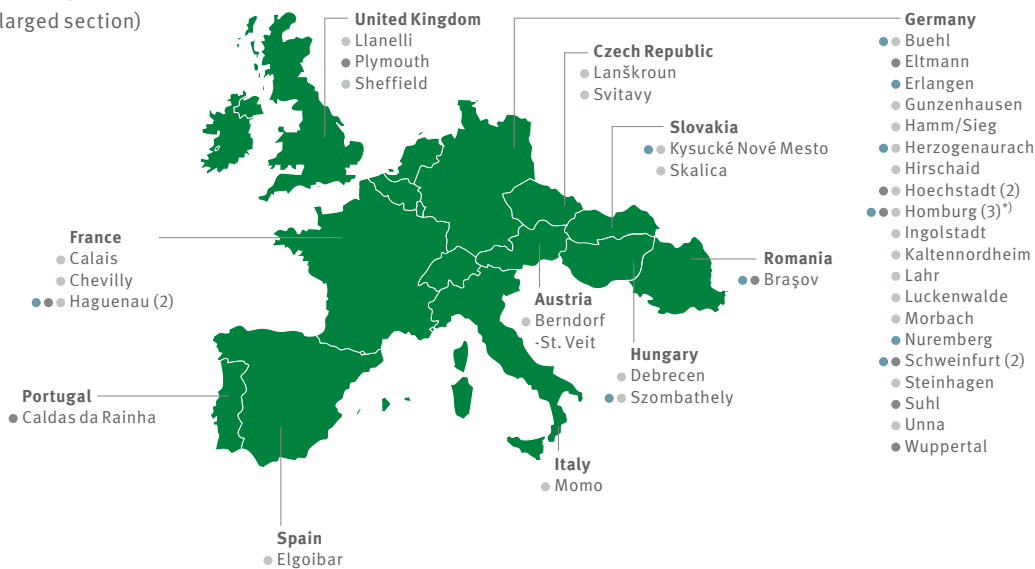 larged section)
United Kingdom
Llanelli
Plymouth
Sheffield
Czech Republic
Lanškroun
Svitavy
Slovakia
Kysucké Nové Mesto
Skalica
Germany
Buehl
Eltmann
Erlangen
Gunzenhausen
Hamm/Sieg
Herzogenaurach
Hirschaid
Hoechstadt (2)
Homburg (3)*)
Ingolstadt
Kaltennordheim
Lahr
Luckenwalde
Morbach
Nuremberg
Schweinfurt (2)
Steinhagen
Suhl
Unna
Wuppertal
France
Calais
Chevilly
Haguenau (2)
Romania
Braşov
Austria
Berndorf
-St. Veit
Hungary
Debrecen
Szombathely
Portugal
Caldas da Rainha
Italy
Momo
Spain
Elgoibar